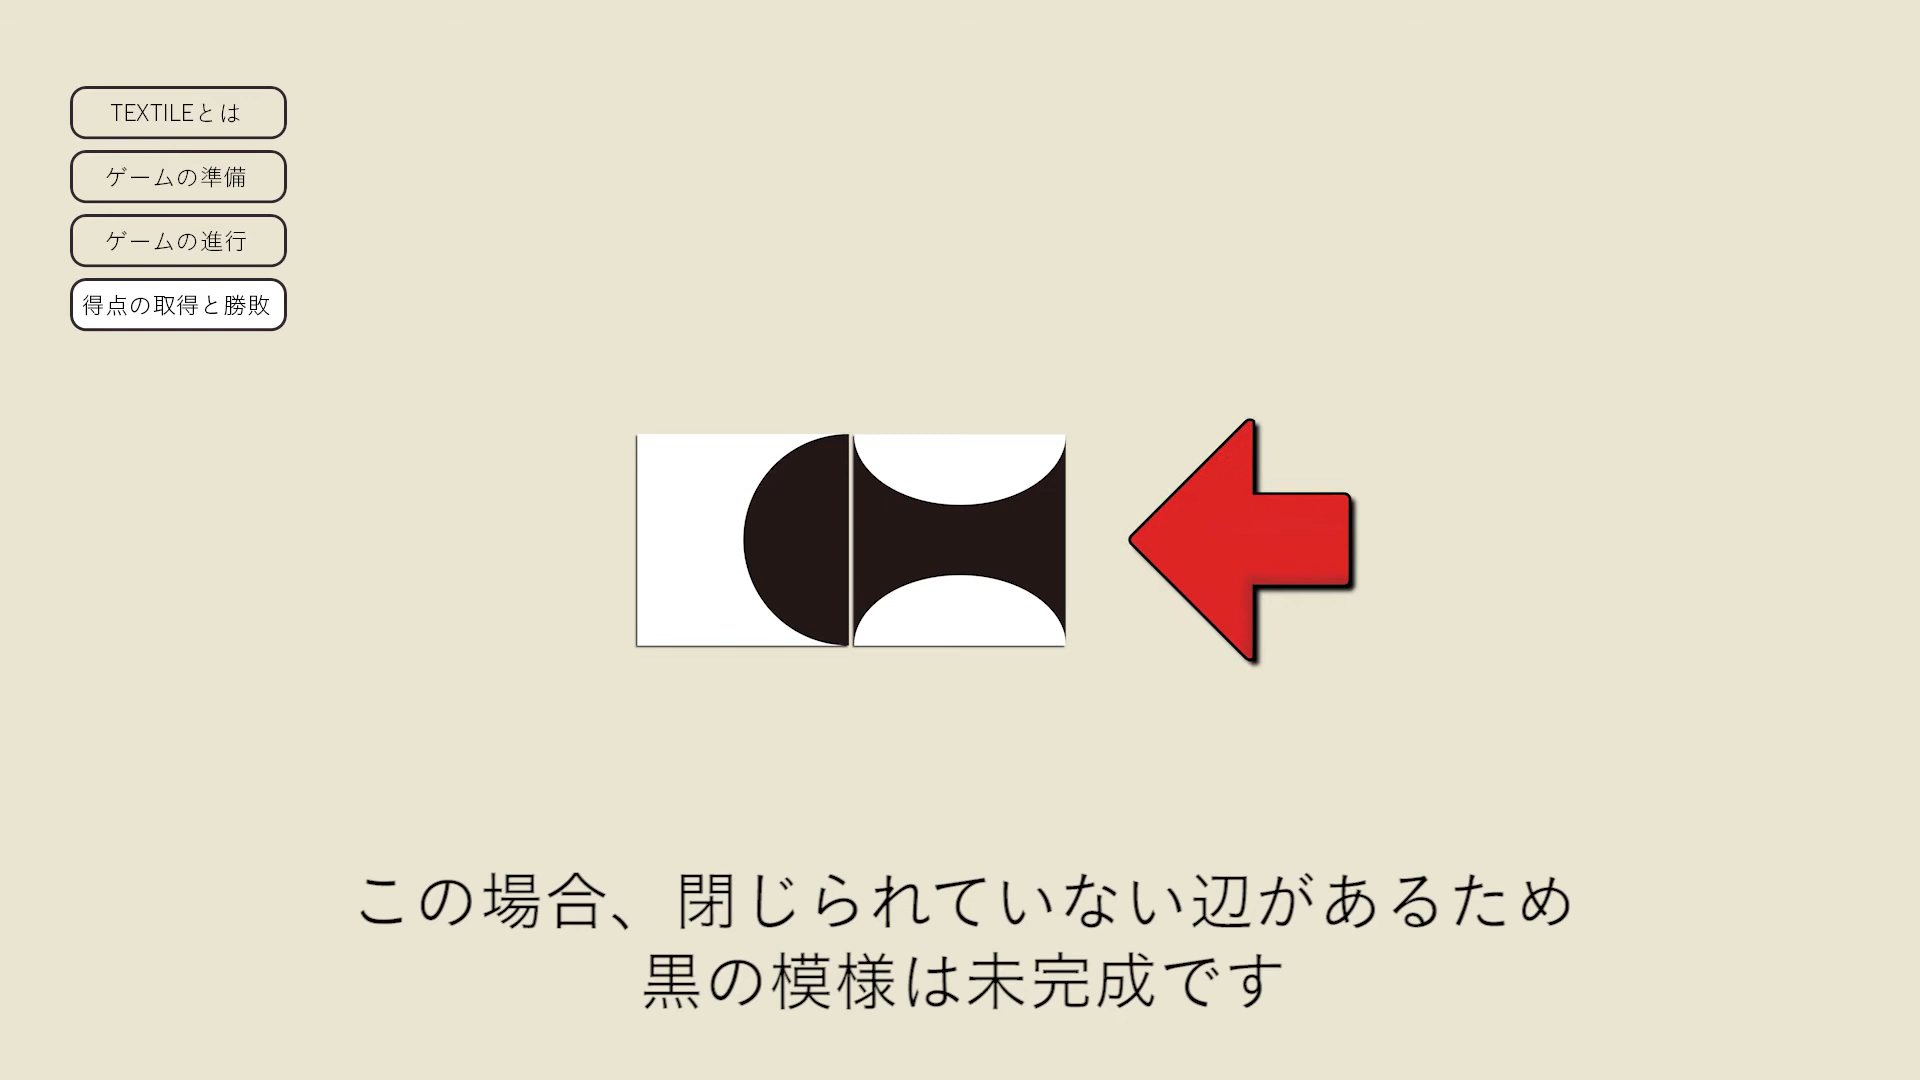 TEXTILEとは
ゲームの準備
ゲームの進行
得点の取得と勝敗
この場合、閉じられていない辺があるため
黒の模様は未完成です